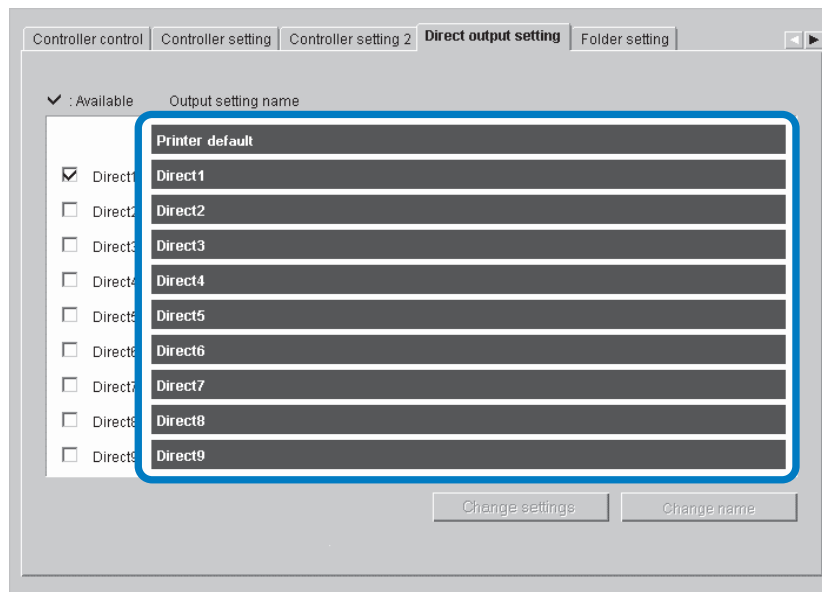 Controller control Controller setting Controller setting 2 Direct output setting Folder setting
✓ : Available Output setting name
Printer default
Direct1 Direct1
Direct2 Direct2
Direct3 Direct3
Direct4 Direct4
Direct5 Direct5
Direct6 Direct6
Direct7 Direct7
Direct8 Direct8
Direct9 Direct9
Change settings Change name